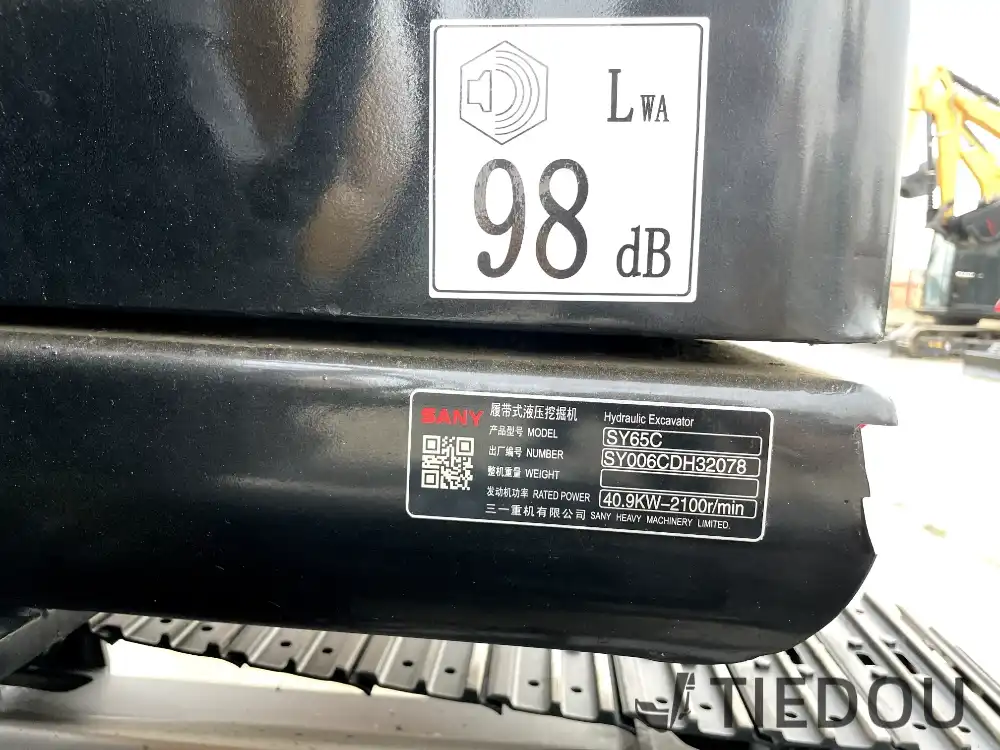 LWA
98 dB
SANY 履带式液压挖掘机 Hydraulic Excavator
产品型号 MODEL SY65C
出厂编号 NUMBER SY006CDH32078
整机重量 WEIGHT
发动机功率 RATED POWER 40.9KW-2100r/min
三一重机有限公司 SANY HEAVY MACHINERY LIMITED.
TIEDOU